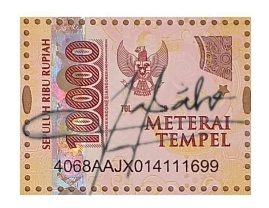 SEPULUH RIBU RUPIAH
10000
METERAI
TEMPEL
4068AAJX014111699